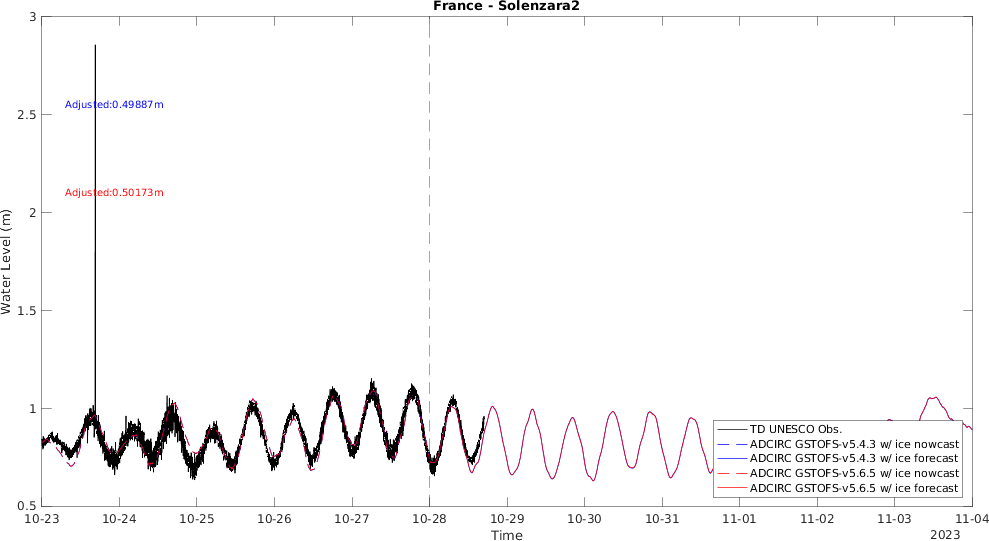 France - Solenzara2
3
2.5
2
1.5
1
0.5
Water Level (m)
Adjusted:0.49887m
Adjusted:0.50173m
TD UNESCO Obs.
ADCIRC GSTOFS-v5.4.3 w/ ice nowcast
ADCIRC GSTOFS-v5.4.3 w/ ice forecast
ADCIRC GSTOFS-v5.6.5 w/ ice nowcast
ADCIRC GSTOFS-v5.6.5 w/ ice forecast
10-23 10-24 10-25 10-26 10-27 10-28 10-29 10-30 10-31 11-01 11-02 11-03 11-04
Time
2023